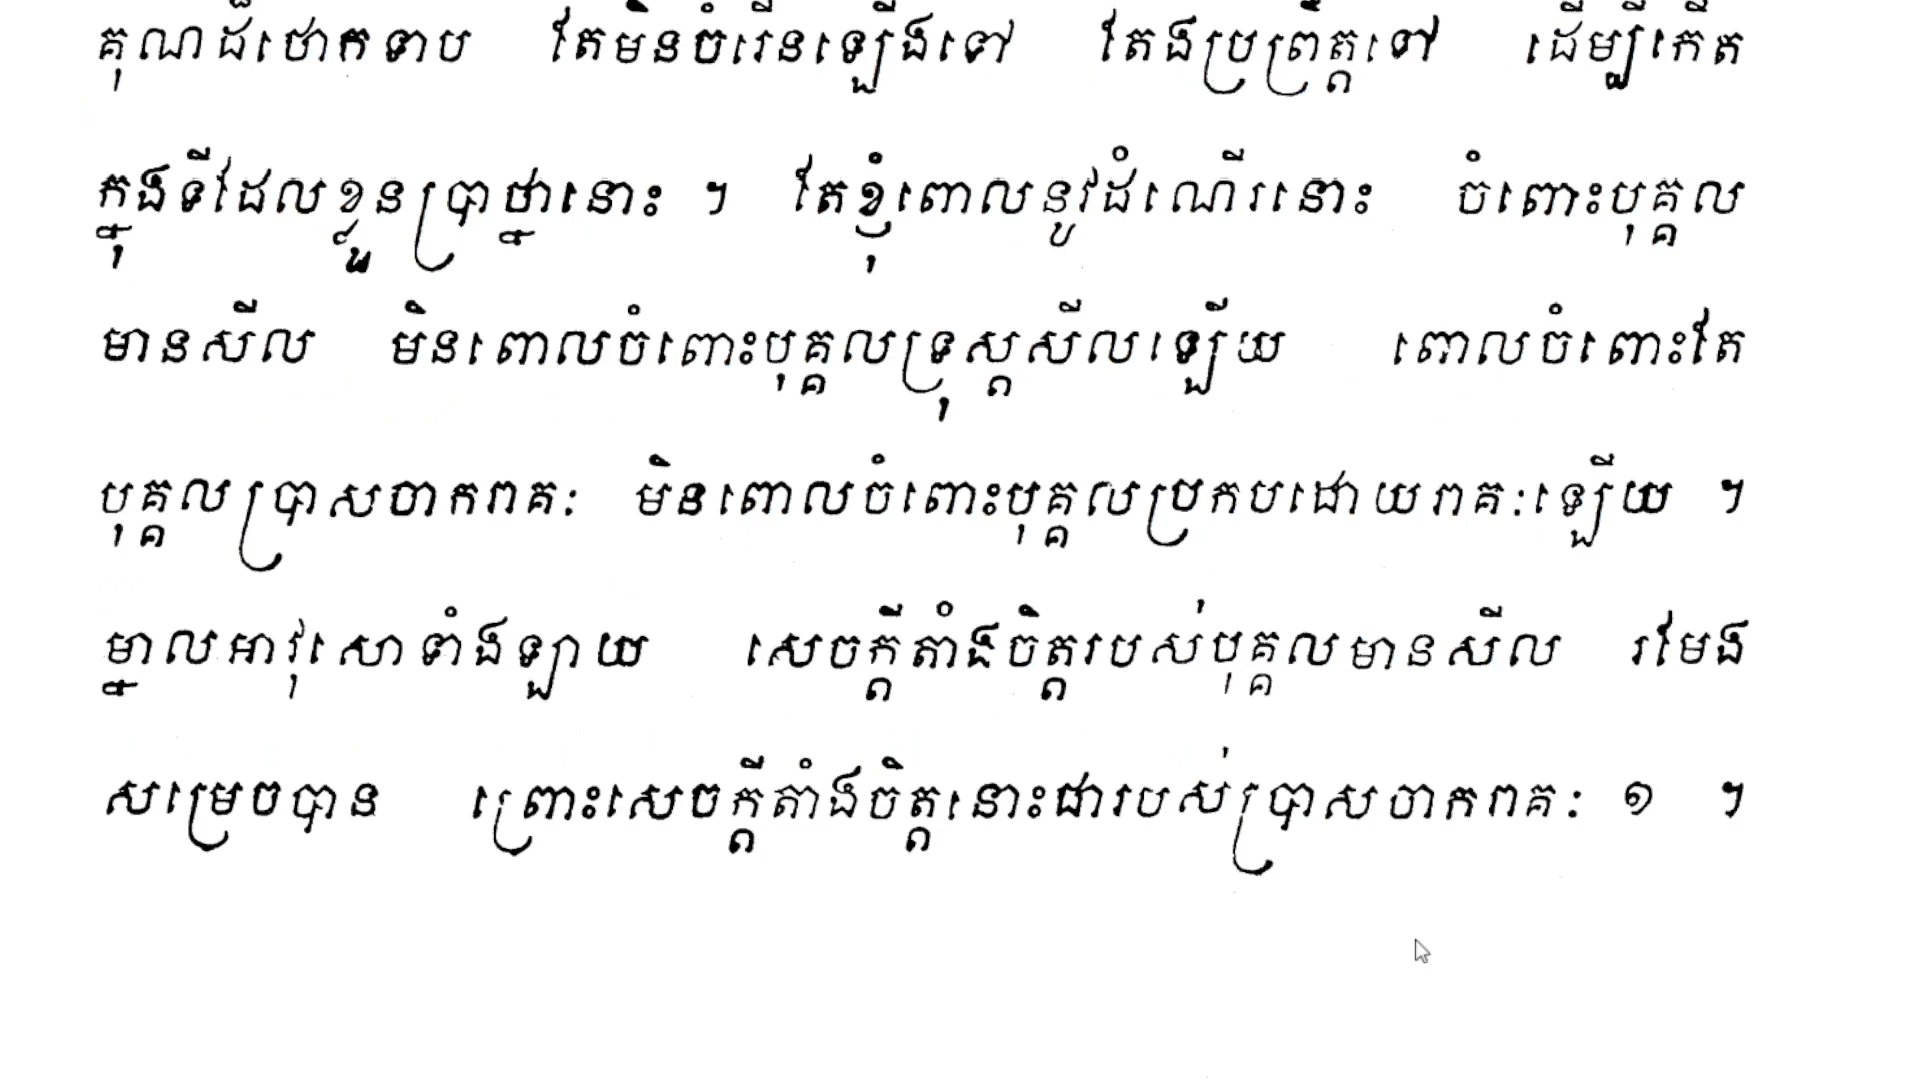 គុណដ៏ថោកទាប តែមិនចំរើនឡើងទៅ តែងប្រព្រឹត្តទៅ ដើម្បីកើត
ក្នុងទីដែលខ្លួនប្រាថ្នានោះ ។ តែខ្ញុំពោលនូវដំណើរនោះ ចំពោះបុគ្គល
មានសីល មិនពោលចំពោះបុគ្គលទ្រុស្តសីលឡើយ ពោលចំពោះតែ
បុគ្គលប្រាសចាករាគៈ មិនពោលចំពោះបុគ្គលប្រកបដោយរាគៈឡើយ ។
ម្នាលអាវុសោទាំងឡាយ សេចក្តីតាំងចិត្តរបស់បុគ្គលមានសីល រមែង
សម្រេចបាន ព្រោះសេចក្តីតាំងចិត្តនោះជារបស់ប្រាសចាករាគៈ ១ ។